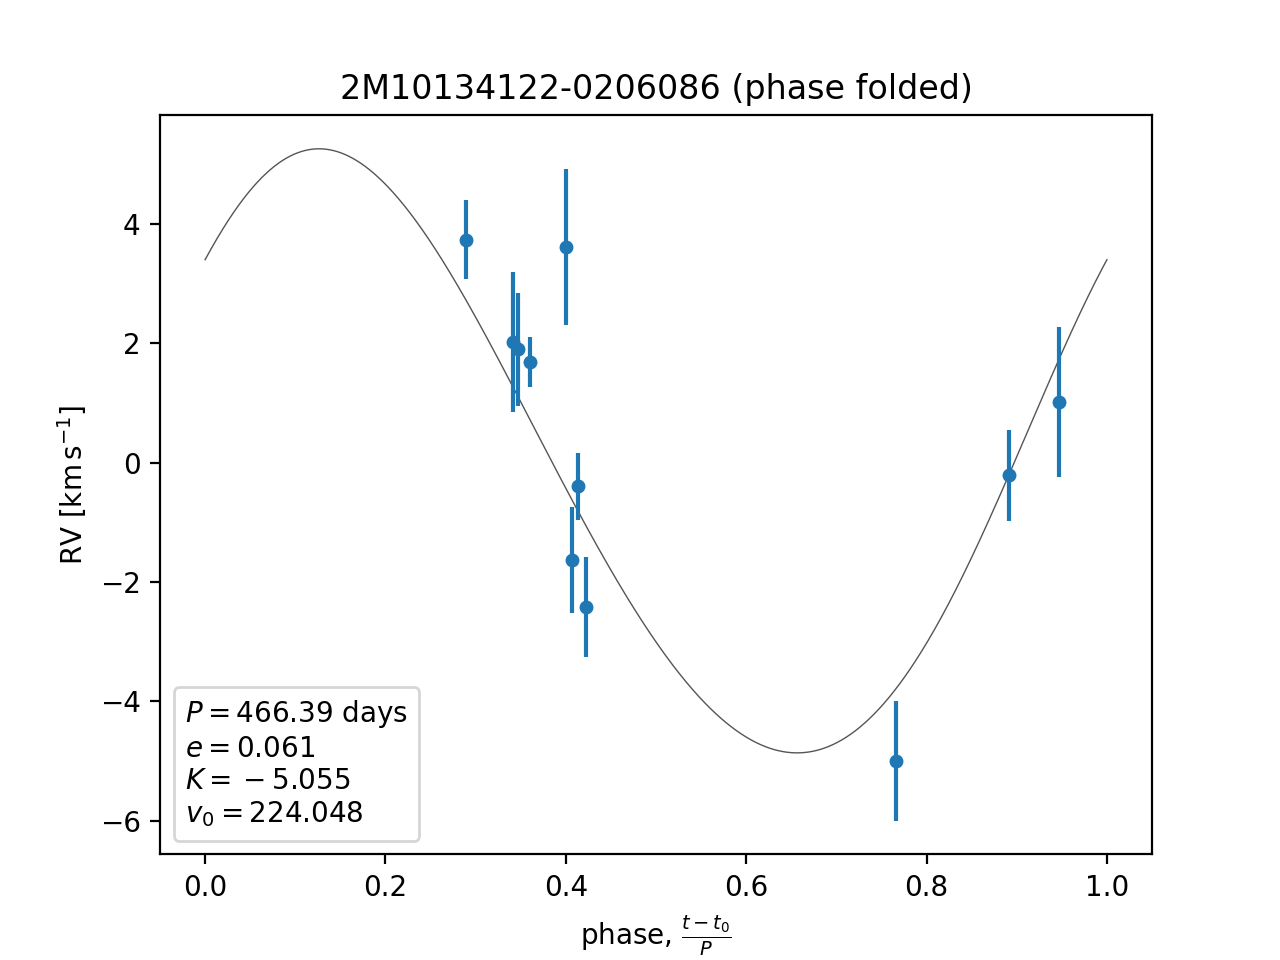 2M10134122-0206086 (phase folded)
RV [km s⁻¹]
4
2
0
−2
−4
−6
P = 466.39 days
e = 0.061
K = −5.055
v₀ = 224.048
0.0 0.2 0.4 0.6 0.8 1.0
phase, (t − t₀)/P